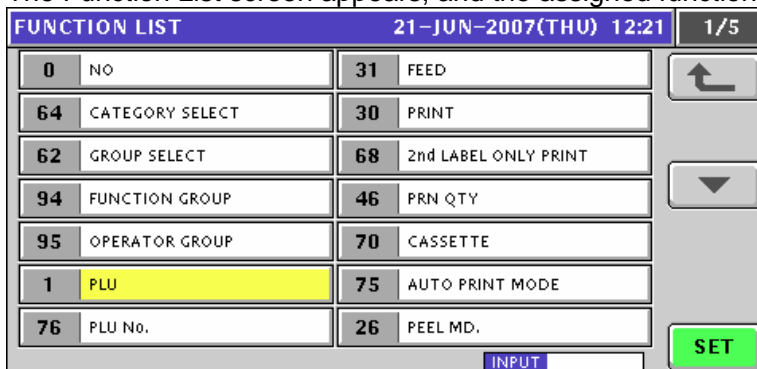 The Function List screen appears, and the assigned function
FUNCTION LIST 21-JUN-2007(THU) 12:21 1/5
0 NO 31 FEED
64 CATEGORY SELECT 30 PRINT
62 GROUP SELECT 68 2nd LABEL ONLY PRINT
94 FUNCTION GROUP 46 PRN QTY
95 OPERATOR GROUP 70 CASSETTE
1 PLU 75 AUTO PRINT MODE
76 PLU No. 26 PEEL MD.
SET
INPUT